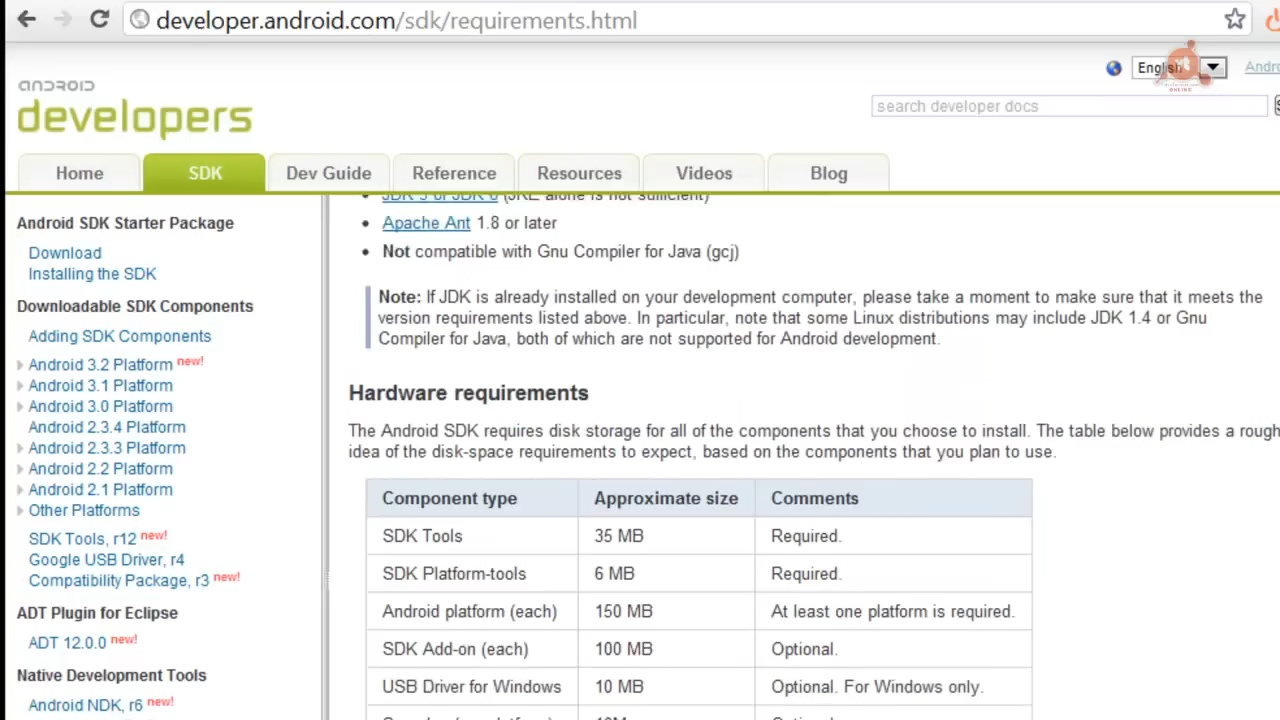 developer.android.com/sdk/requirements.html
English
Andro
android
developers
search developer docs
Home
SDK
Dev Guide
Reference
Resources
Videos
Blog
Android SDK Starter Package
Download
Installing the SDK
Downloadable SDK Components
Adding SDK Components
Android 3.2 Platform new!
Android 3.1 Platform
Android 3.0 Platform
Android 2.3.4 Platform
Android 2.3.3 Platform
Android 2.2 Platform
Android 2.1 Platform
Other Platforms
SDK Tools, r12 new!
Google USB Driver, r4
Compatibility Package, r3 new!
ADT Plugin for Eclipse
ADT 12.0.0 new!
Native Development Tools
Android NDK, r6 new!
JDK 5 or JDK 6 (JRE alone is not sufficient)
Apache Ant 1.8 or later
Not compatible with Gnu Compiler for Java (gcj)
Note: If JDK is already installed on your development computer, please take a moment to make sure that it meets the
version requirements listed above. In particular, note that some Linux distributions may include JDK 1.4 or Gnu
Compiler for Java, both of which are not supported for Android development.
Hardware requirements
The Android SDK requires disk storage for all of the components that you choose to install. The table below provides a rough
idea of the disk-space requirements to expect, based on the components that you plan to use.
Component type Approximate size Comments
SDK Tools 35 MB Required.
SDK Platform-tools 6 MB Required.
Android platform (each) 150 MB At least one platform is required.
SDK Add-on (each) 100 MB Optional.
USB Driver for Windows 10 MB Optional. For Windows only.